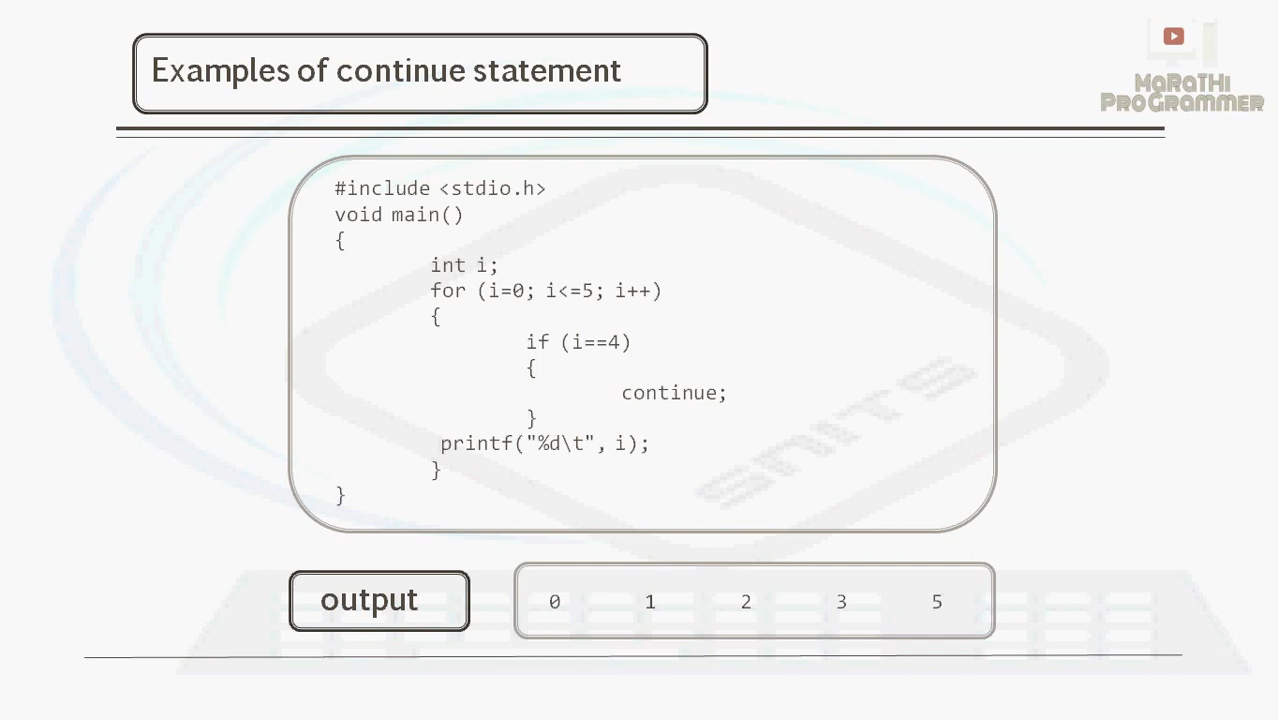 Examples of continue statement
MaRaTHi
ProGrammer
#include <stdio.h>
void main()
{
int i;
for (i=0; i<=5; i++)
{
if (i==4)
{
continue;
}
printf("%d\t", i);
}
}
SNITS
output
0 1 2 3 5